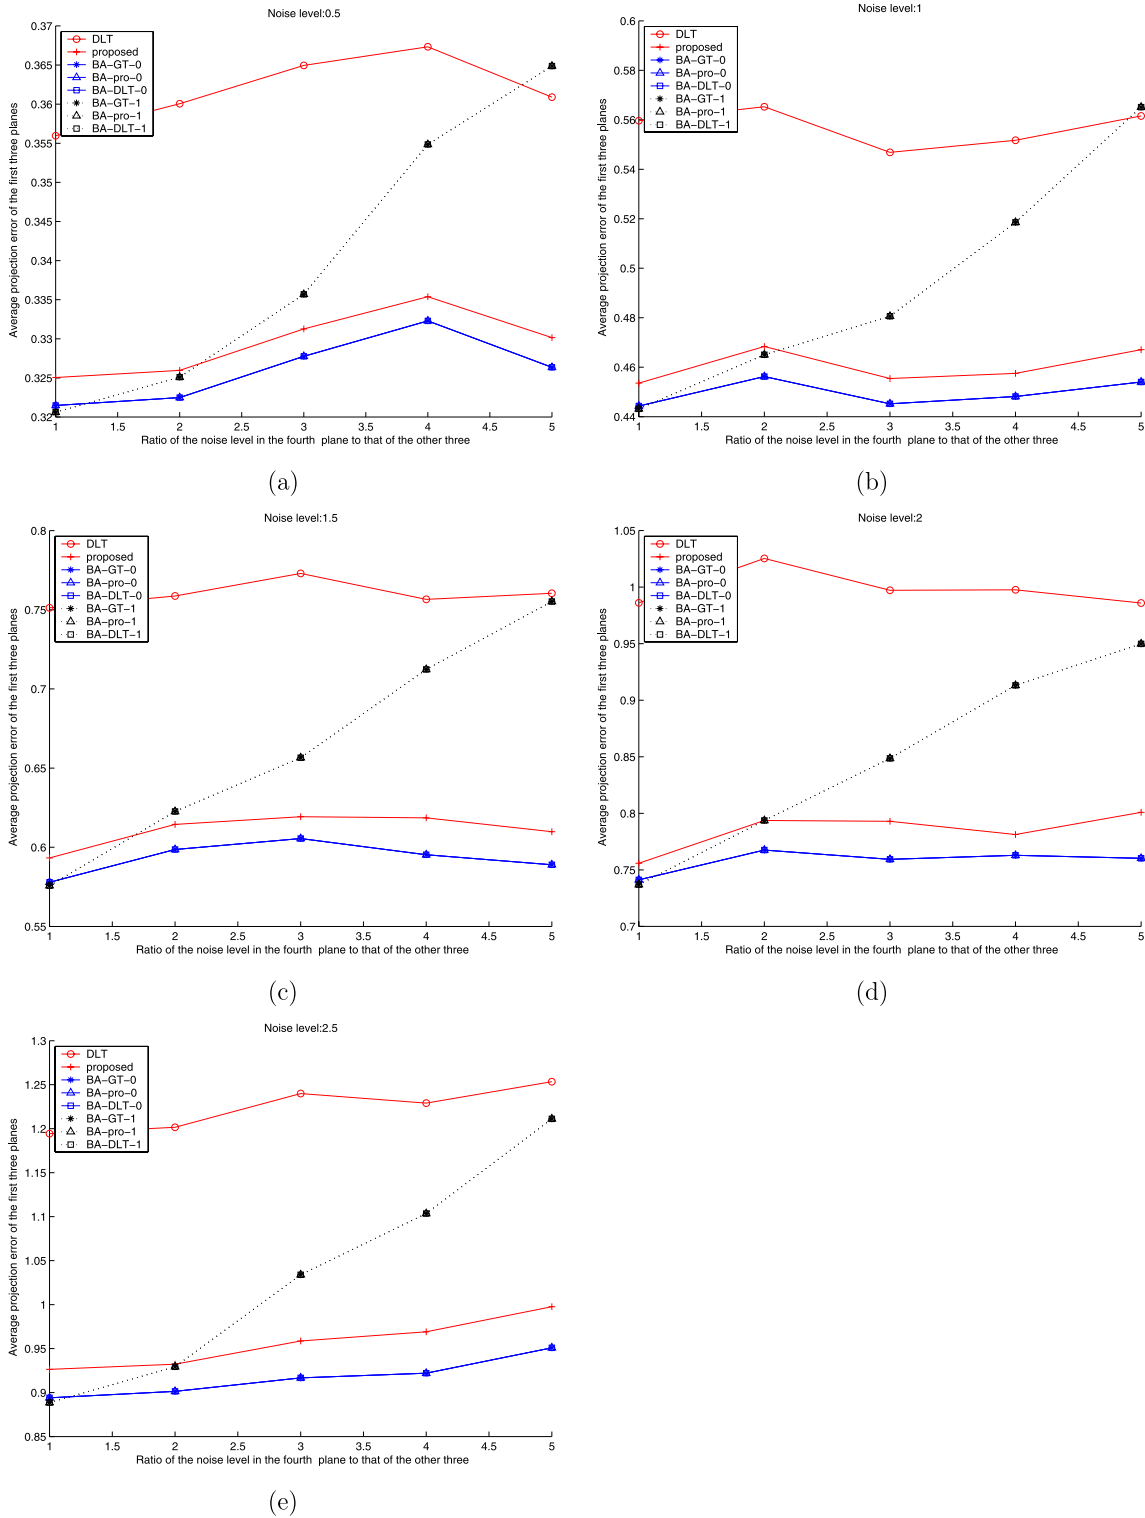 Noise level:0.5
0.37
0.365
0.36
0.355
0.35
0.345
0.34
0.335
0.33
0.325
0.32
Average projection error of the first three planes
DLT
proposed
BA-GT-0
BA-pro-0
BA-DLT-0
BA-GT-1
BA-pro-1
BA-DLT-1
1 1.5 2 2.5 3 3.5 4 4.5 5
Ratio of the noise level in the fourth plane to that of the other three
(a)
Noise level:1
0.6
0.58
0.56
0.54
0.52
0.5
0.48
0.46
0.44
Average projection error of the first three planes
DLT
proposed
BA-GT-0
BA-pro-0
BA-DLT-0
BA-GT-1
BA-pro-1
BA-DLT-1
1 1.5 2 2.5 3 3.5 4 4.5 5
Ratio of the noise level in the fourth plane to that of the other three
(b)
Noise level:1.5
0.8
0.75
0.7
0.65
0.6
0.55
Average projection error of the first three planes
DLT
proposed
BA-GT-0
BA-pro-0
BA-DLT-0
BA-GT-1
BA-pro-1
BA-DLT-1
1 1.5 2 2.5 3 3.5 4 4.5 5
Ratio of the noise level in the fourth plane to that of the other three
(c)
Noise level:2
1.05
1
0.95
0.9
0.85
0.8
0.75
0.7
Average projection error of the first three planes
DLT
proposed
BA-GT-0
BA-pro-0
BA-DLT-0
BA-GT-1
BA-pro-1
BA-DLT-1
1 1.5 2 2.5 3 3.5 4 4.5 5
Ratio of the noise level in the fourth plane to that of the other three
(d)
Noise level:2.5
1.3
1.25
1.2
1.15
1.1
1.05
1
0.95
0.9
0.85
Average projection error of the first three planes
DLT
proposed
BA-GT-0
BA-pro-0
BA-DLT-0
BA-GT-1
BA-pro-1
BA-DLT-1
1 1.5 2 2.5 3 3.5 4 4.5 5
Ratio of the noise level in the fourth plane to that of the other three
(e)